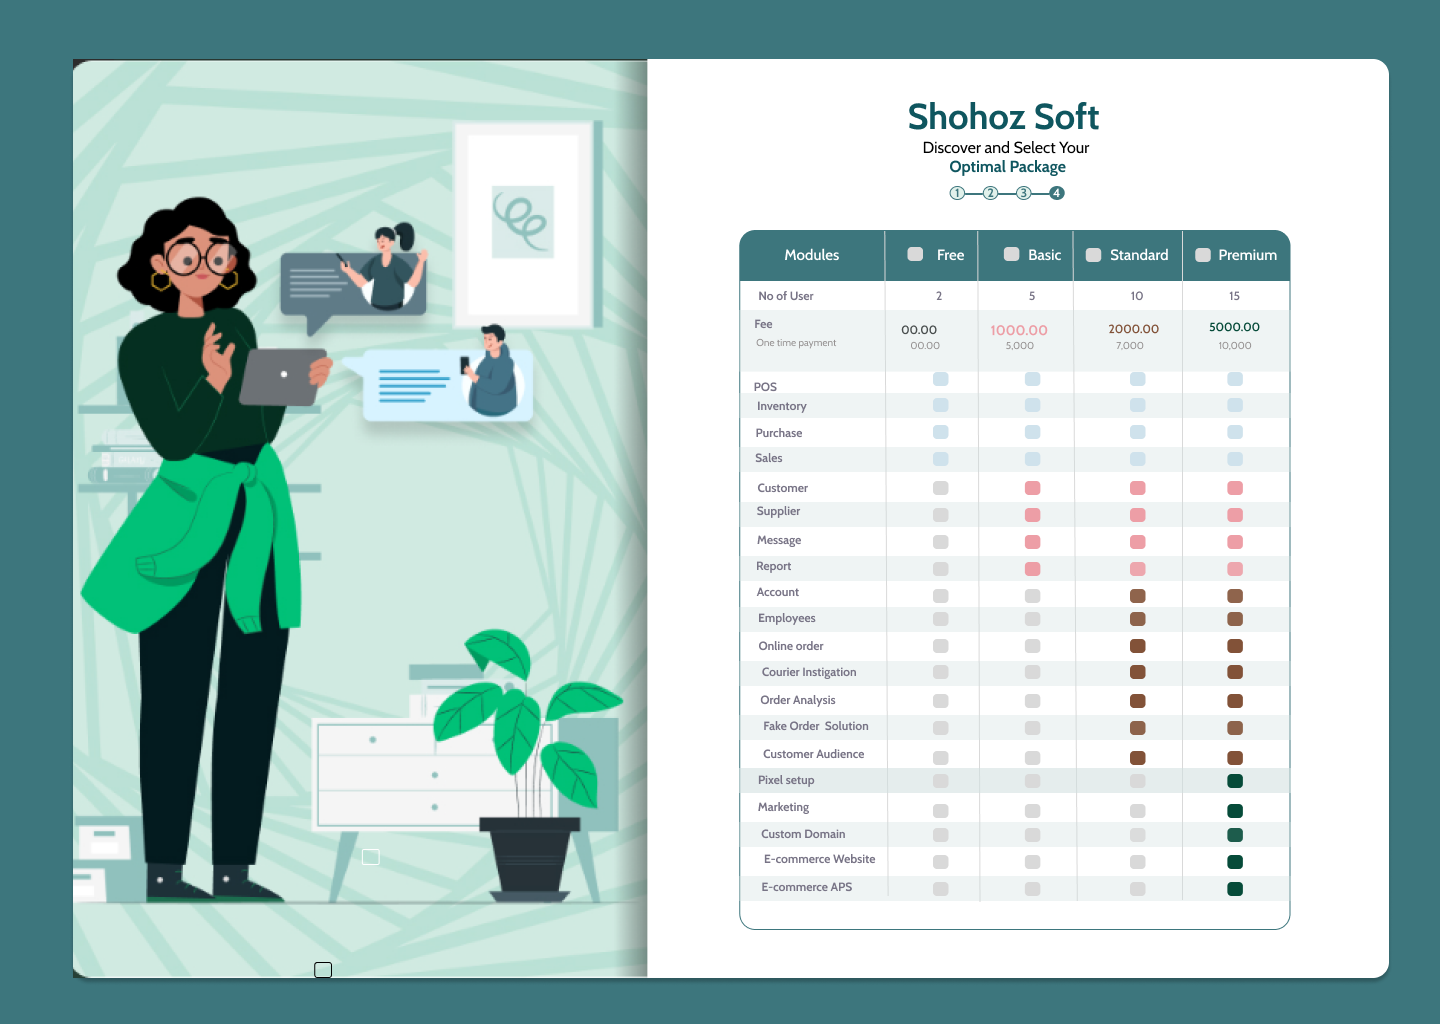 Shohoz Soft
Discover and Select Your
Optimal Package
1 2 3 4
Modules Free Basic Standard Premium
No of User 2 5 10 15
Fee 00.00 1000.00 2000.00 5000.00
One time payment 00.00 5,000 7,000 10,000
POS
Inventory
Purchase
Sales
Customer
Supplier
Message
Report
Account
Employees
Online order
Courier Instigation
Order Analysis
Fake Order Solution
Customer Audience
Pixel setup
Marketing
Custom Domain
E-commerce Website
E-commerce APS